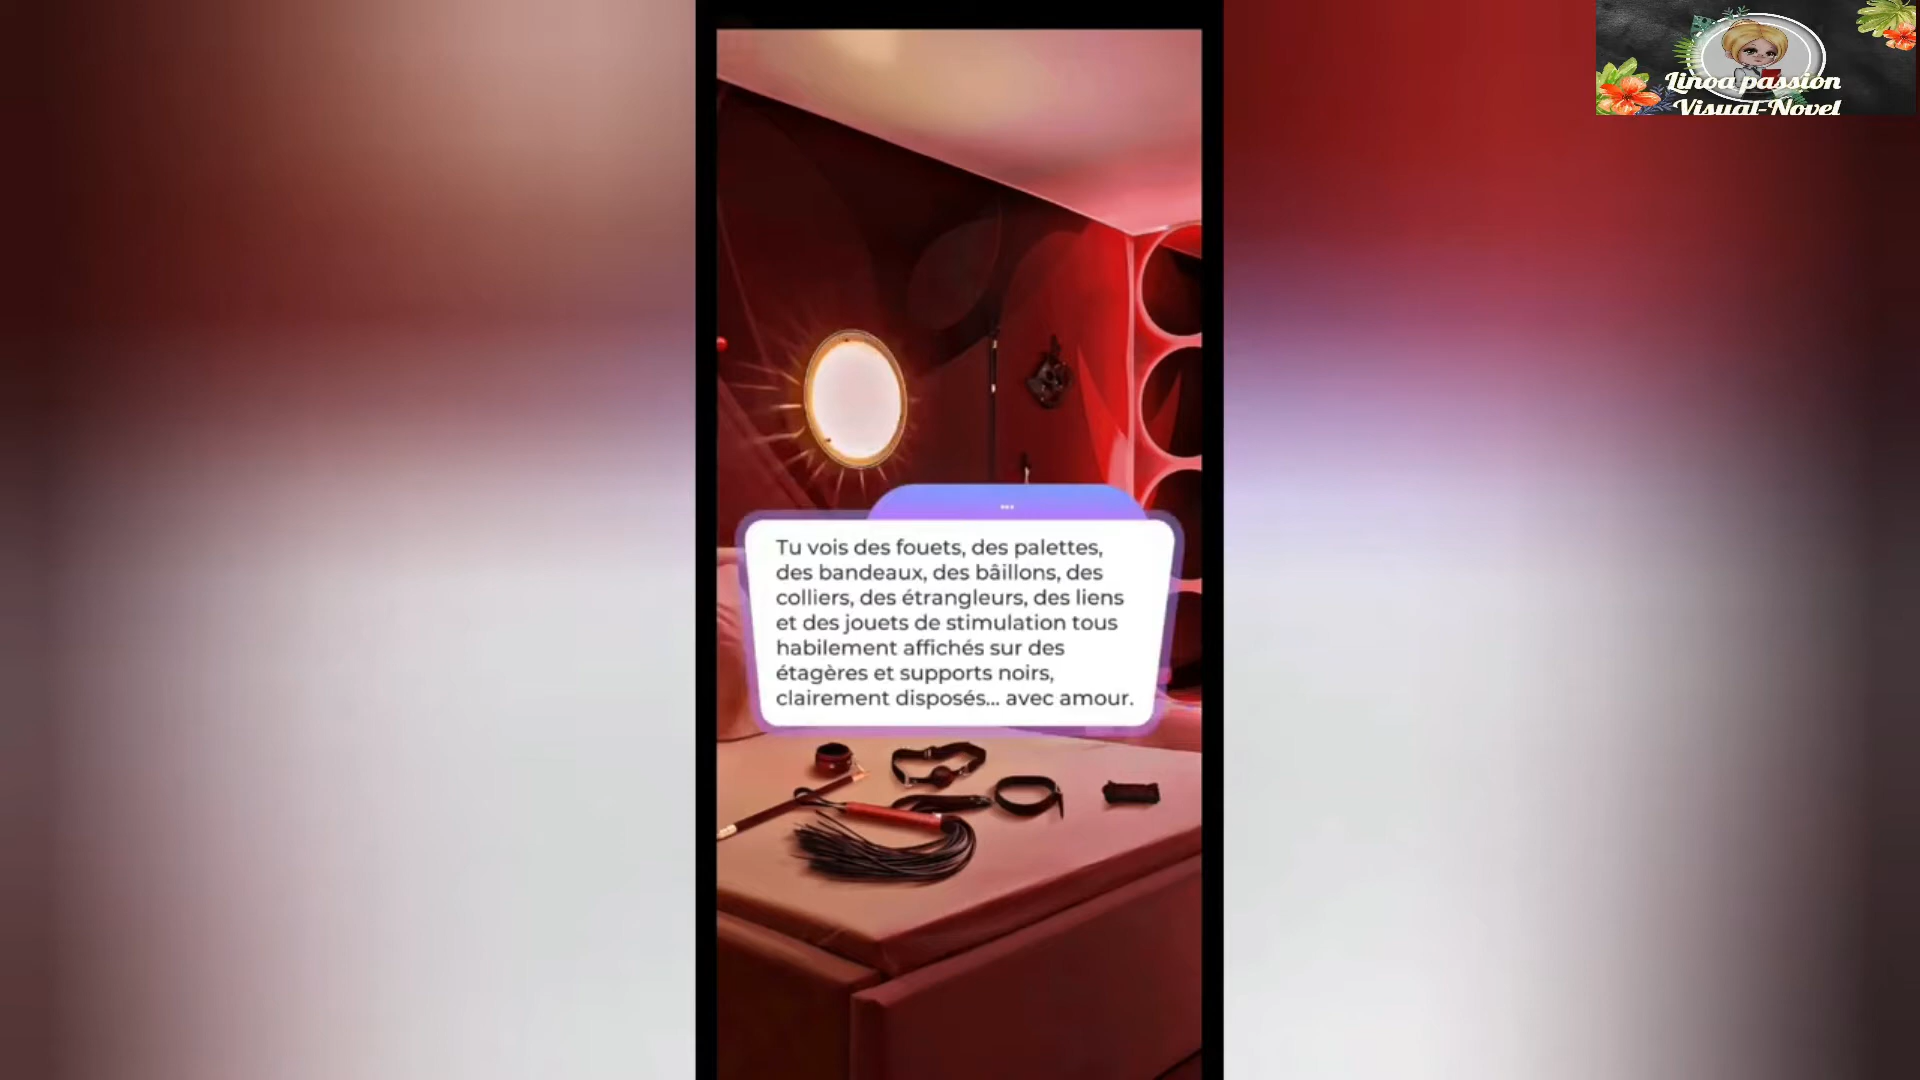 Linoa passion
Visual-Novel
...
Tu vois des fouets, des palettes,
des bandeaux, des bâillons, des
colliers, des étrangleurs, des liens
et des jouets de stimulation tous
habilement affichés sur des
étagères et supports noirs,
clairement disposés... avec amour.